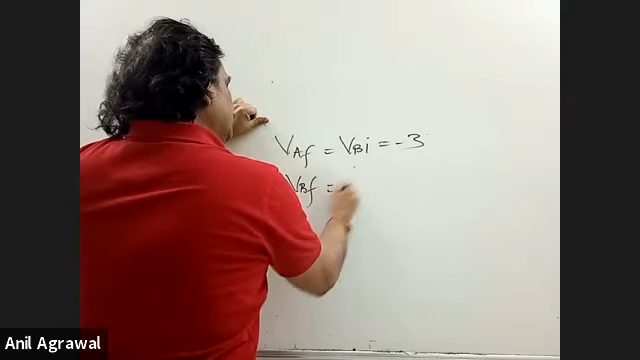 VAf = VBi = -3
VBf =
Anil Agrawal